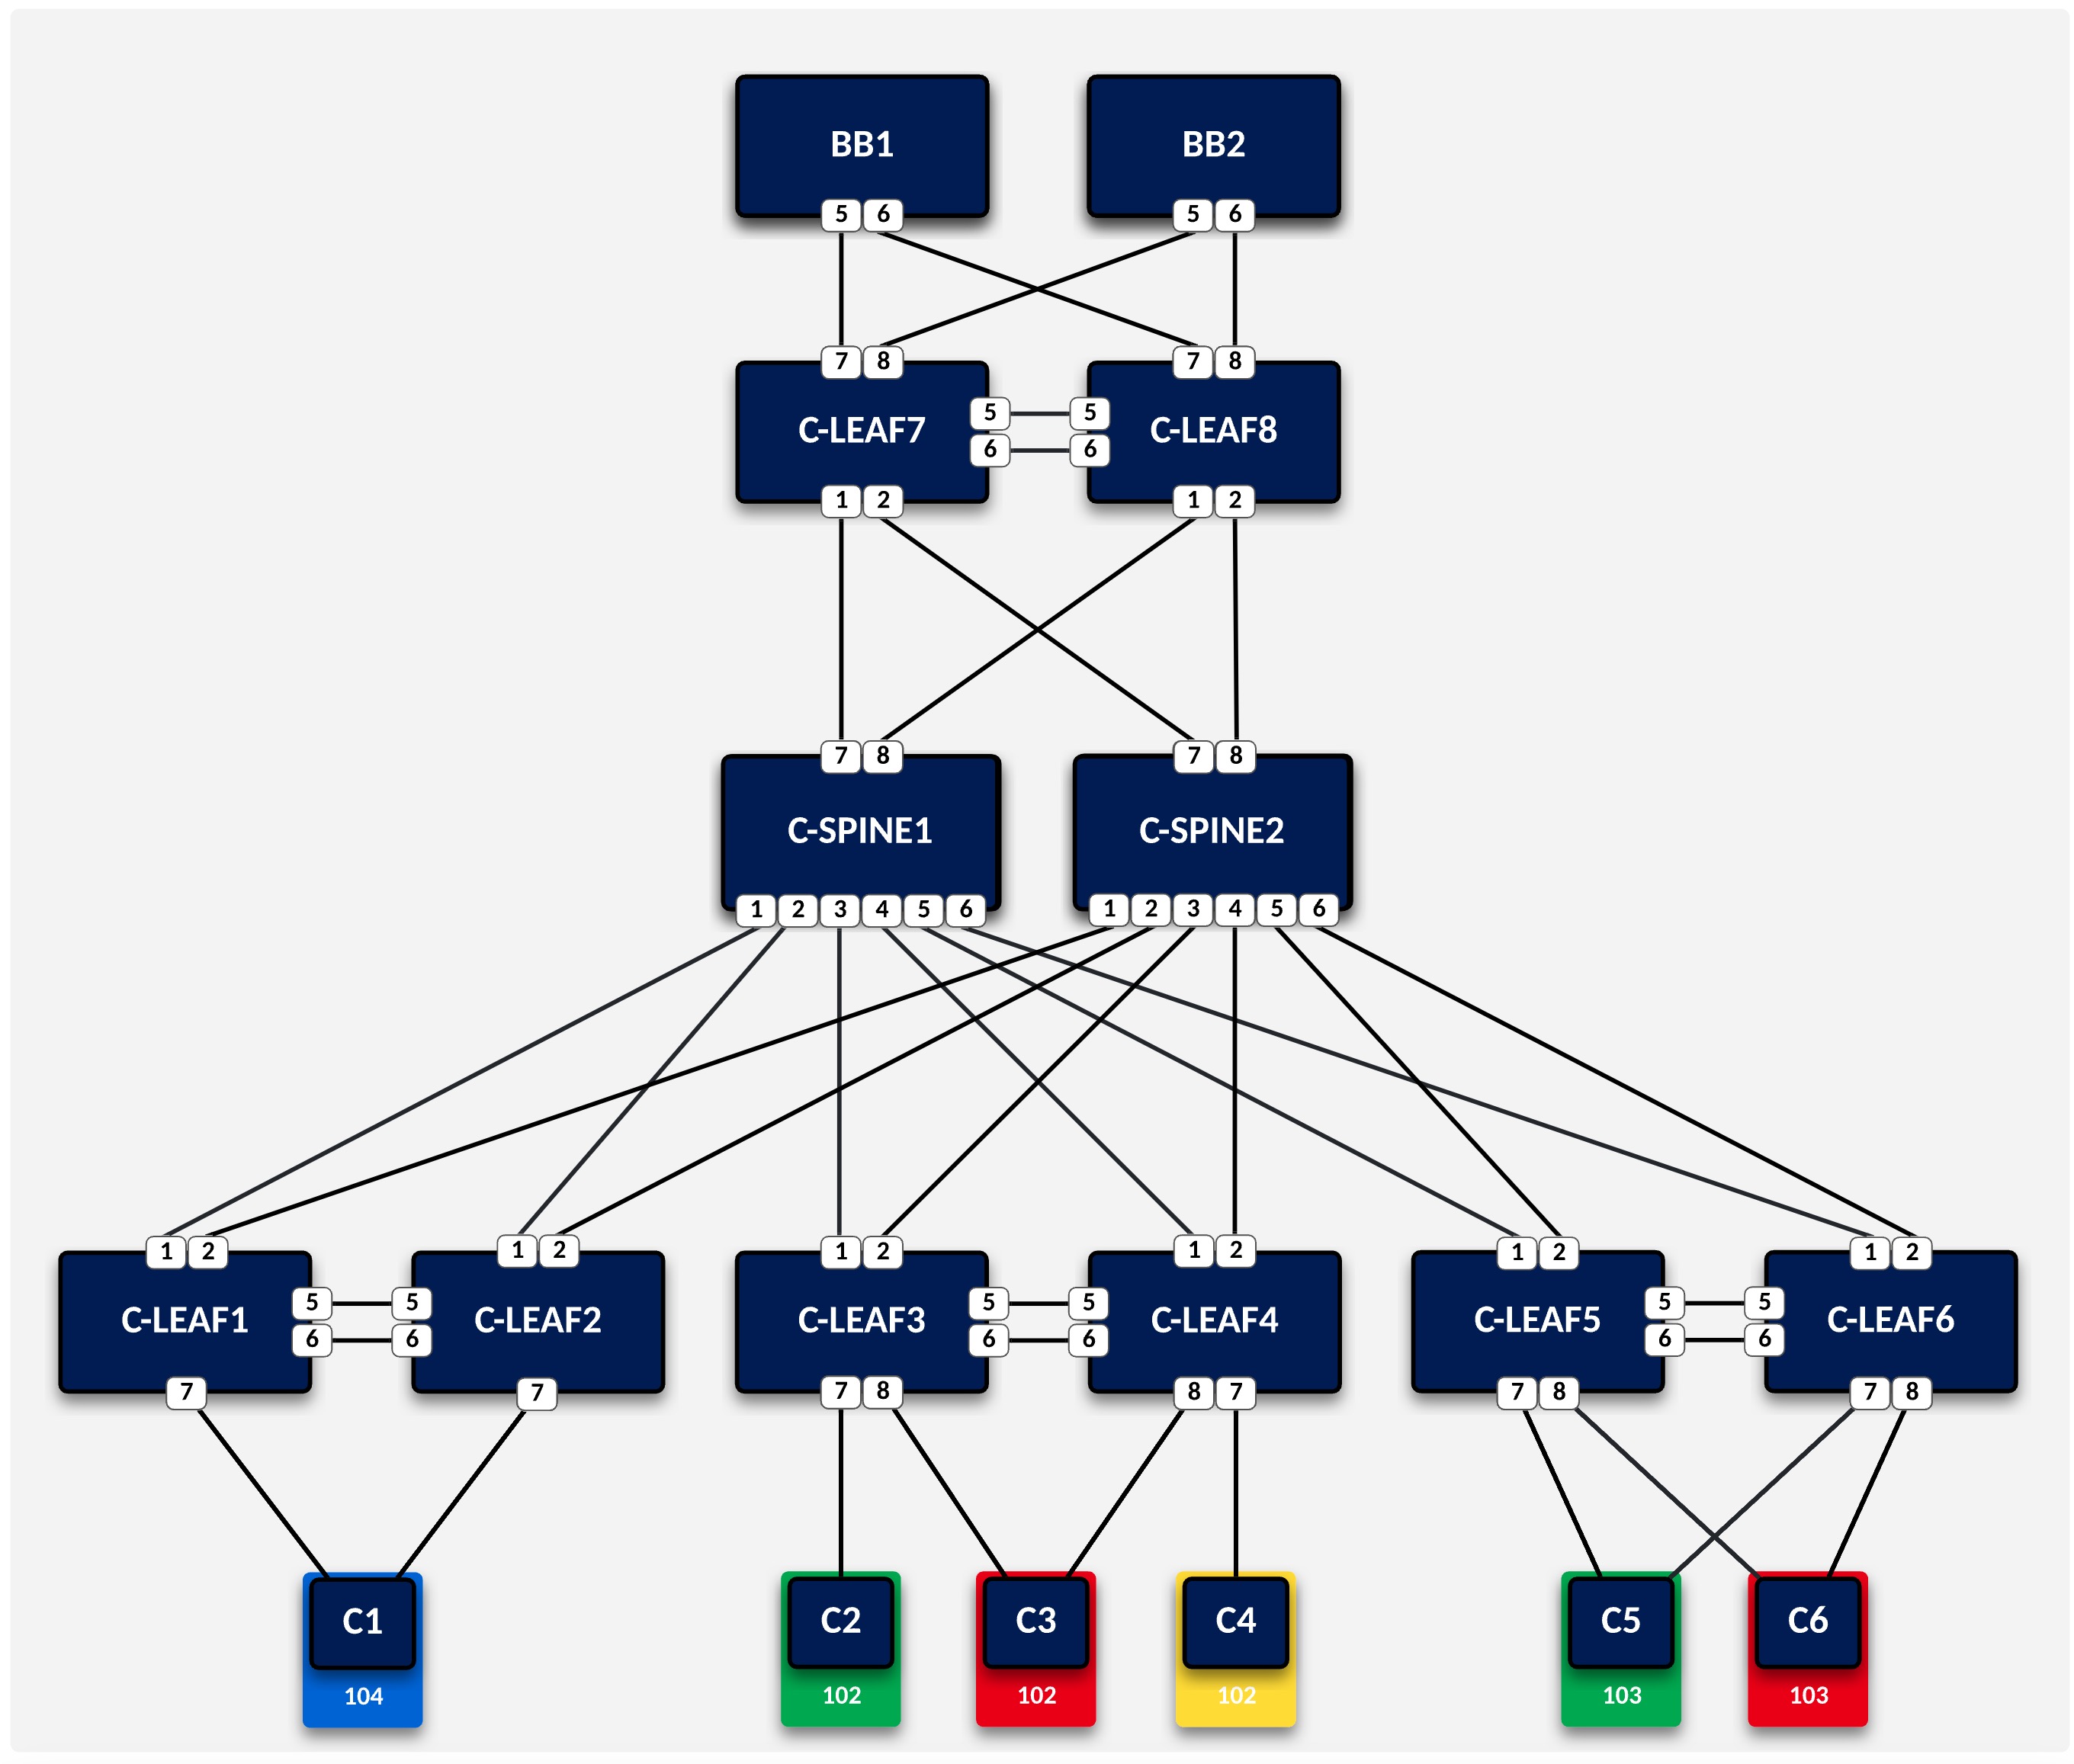 BB1 BB2
5 6 5 6
7 8 7 8
C-LEAF7 5 5 C-LEAF8
6 6
1 2 1 2
7 8 7 8
C-SPINE1 C-SPINE2
1 2 3 4 5 6 1 2 3 4 5 6
1 2 1 2 1 2 1 2 1 2 1 2
5 5 5 5 5 5
C-LEAF1 C-LEAF2 C-LEAF3 C-LEAF4 C-LEAF5 C-LEAF6
6 6 6 6 6 6
7 7 7 8 8 7 7 8 7 8
C1 C2 C3 C4 C5 C6
104 102 102 102 103 103